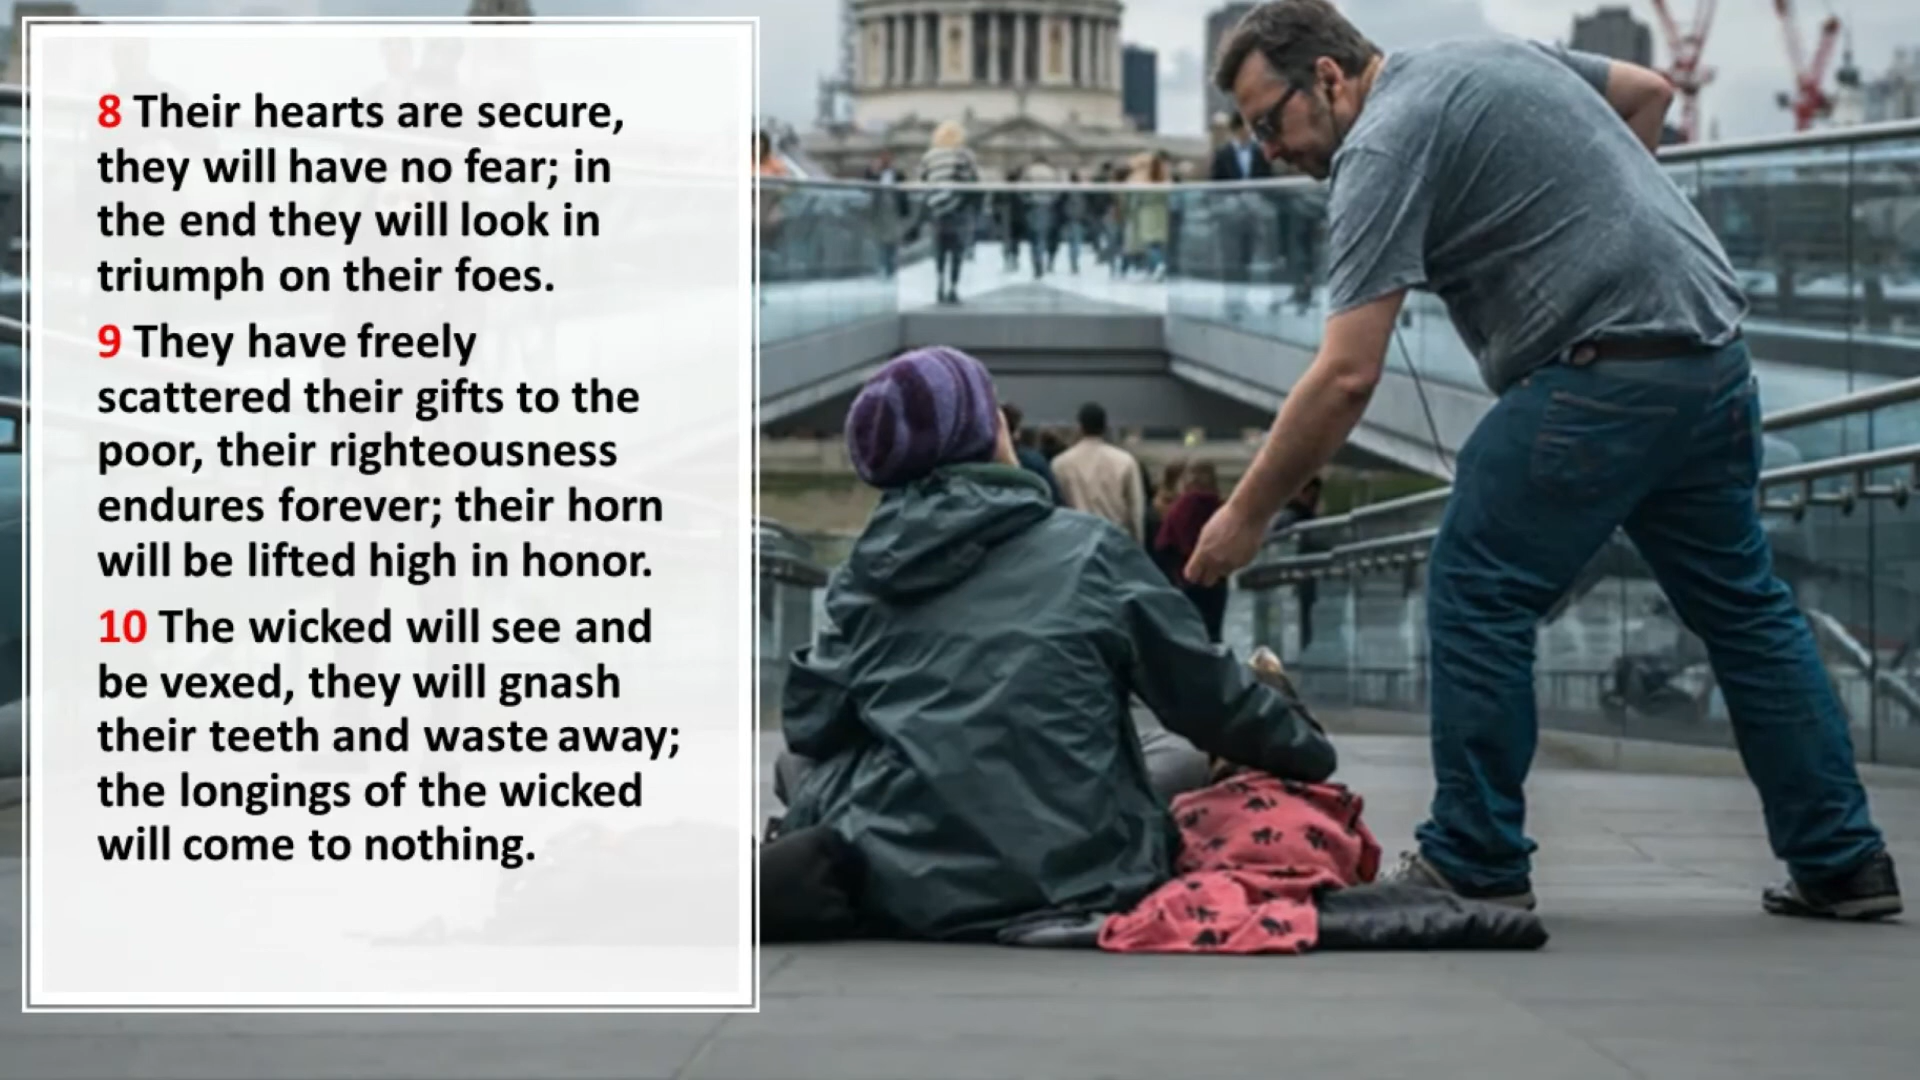 8 Their hearts are secure,
they will have no fear; in
the end they will look in
triumph on their foes.
9 They have freely
scattered their gifts to the
poor, their righteousness
endures forever; their horn
will be lifted high in honor.
10 The wicked will see and
be vexed, they will gnash
their teeth and waste away;
the longings of the wicked
will come to nothing.